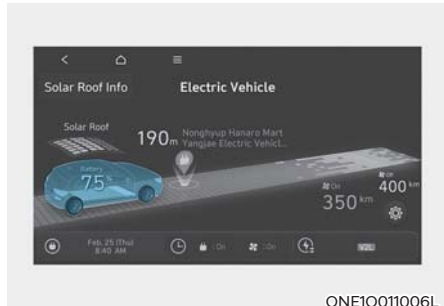 Solar Roof Info
Electric Vehicle
Solar Roof
190m
Nonghyup Hanaro Mart
Yangjae Electric Vehicl...
Battery
75%
On
350 km
On
400 km
Feb. 25 (Thu)
8:40 AM
: On
: On
V2L
ONE1Q011006L